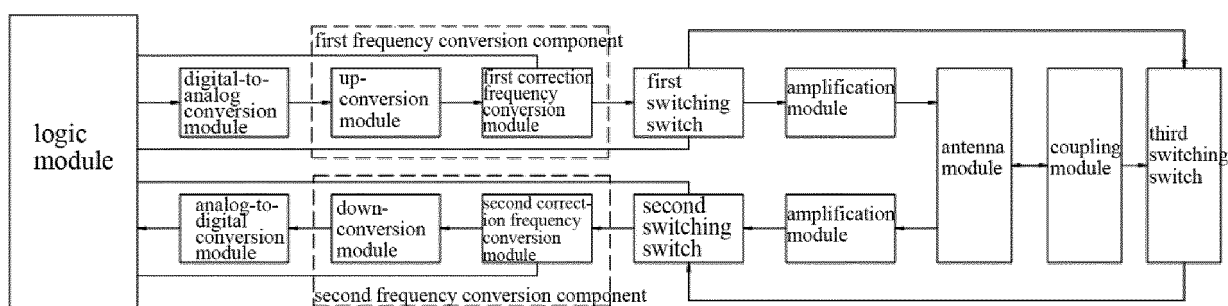 logic
module
first frequency conversion component
digital-to-
analog
conversion
module
up-
conversion
module
first correction
frequency
conversion
module
first
switching
switch
amplification
module
antenna
module
coupling
module
third
switching
switch
analog-to-
digital
conversion
module
down-
conversion
module
second correct-
ion frequency
conversion
module
second
switching
switch
amplification
module
second frequency conversion component